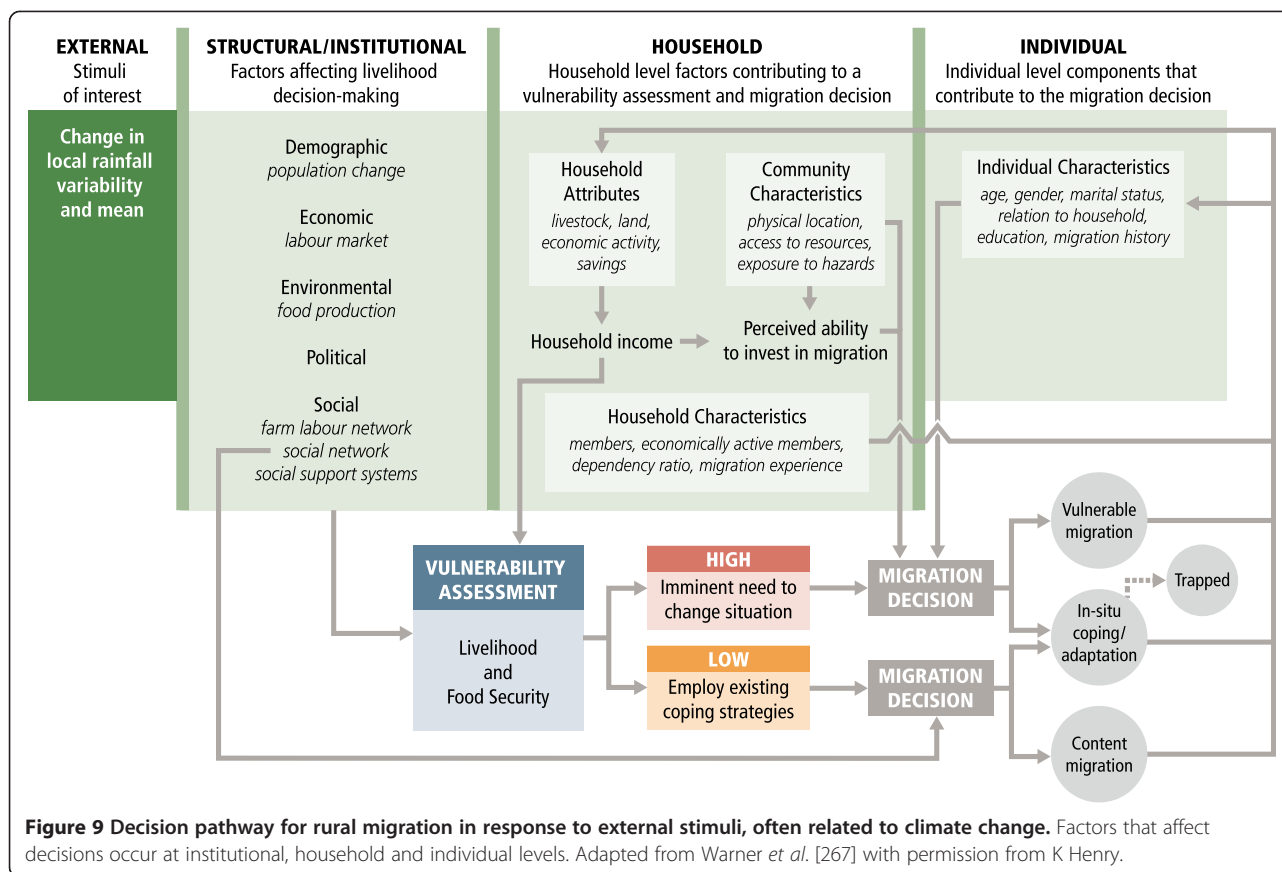 EXTERNAL
Stimuli
of interest
STRUCTURAL/INSTITUTIONAL
Factors affecting livelihood
decision-making
HOUSEHOLD
Household level factors contributing to a
vulnerability assessment and migration decision
INDIVIDUAL
Individual level components that
contribute to the migration decision
Change in
local rainfall
variability
and mean
Demographic
population change
Economic
labour market
Environmental
food production
Political
Social
farm labour network
social network
social support systems
Household
Attributes
livestock, land,
economic activity,
savings
Community
Characteristics
physical location,
access to resources,
exposure to hazards
Household income
Perceived ability
to invest in migration
Household Characteristics
members, economically active members,
dependency ratio, migration experience
Individual Characteristics
age, gender, marital status,
relation to household,
education, migration history
VULNERABILITY
ASSESSMENT
Livelihood
and
Food Security
HIGH
Imminent need to
change situation
LOW
Employ existing
coping strategies
MIGRATION
DECISION
MIGRATION
DECISION
Vulnerable
migration
Trapped
In-situ
coping/
adaptation
Content
migration
Figure 9 Decision pathway for rural migration in response to external stimuli, often related to climate change. Factors that affect
decisions occur at institutional, household and individual levels. Adapted from Warner et al. [267] with permission from K Henry.